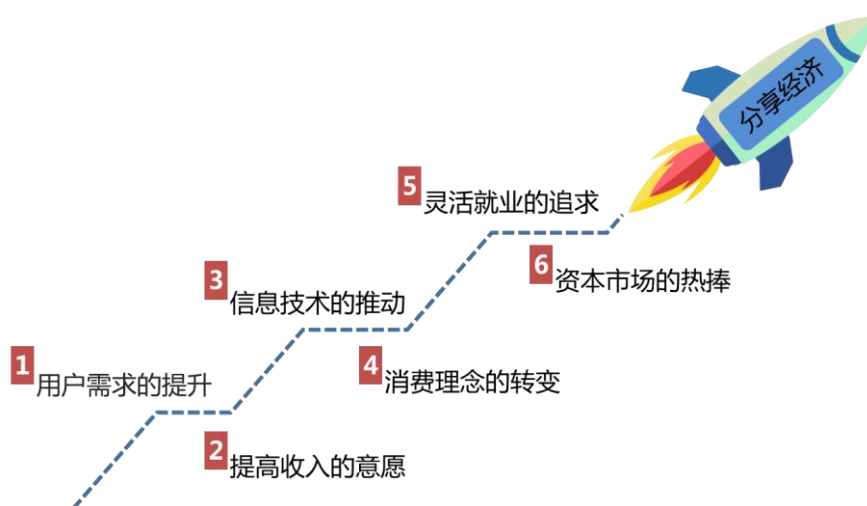 分享经济
5 灵活就业的追求
6 资本市场的热捧
3 信息技术的推动
4 消费理念的转变
1 用户需求的提升
2 提高收入的意愿